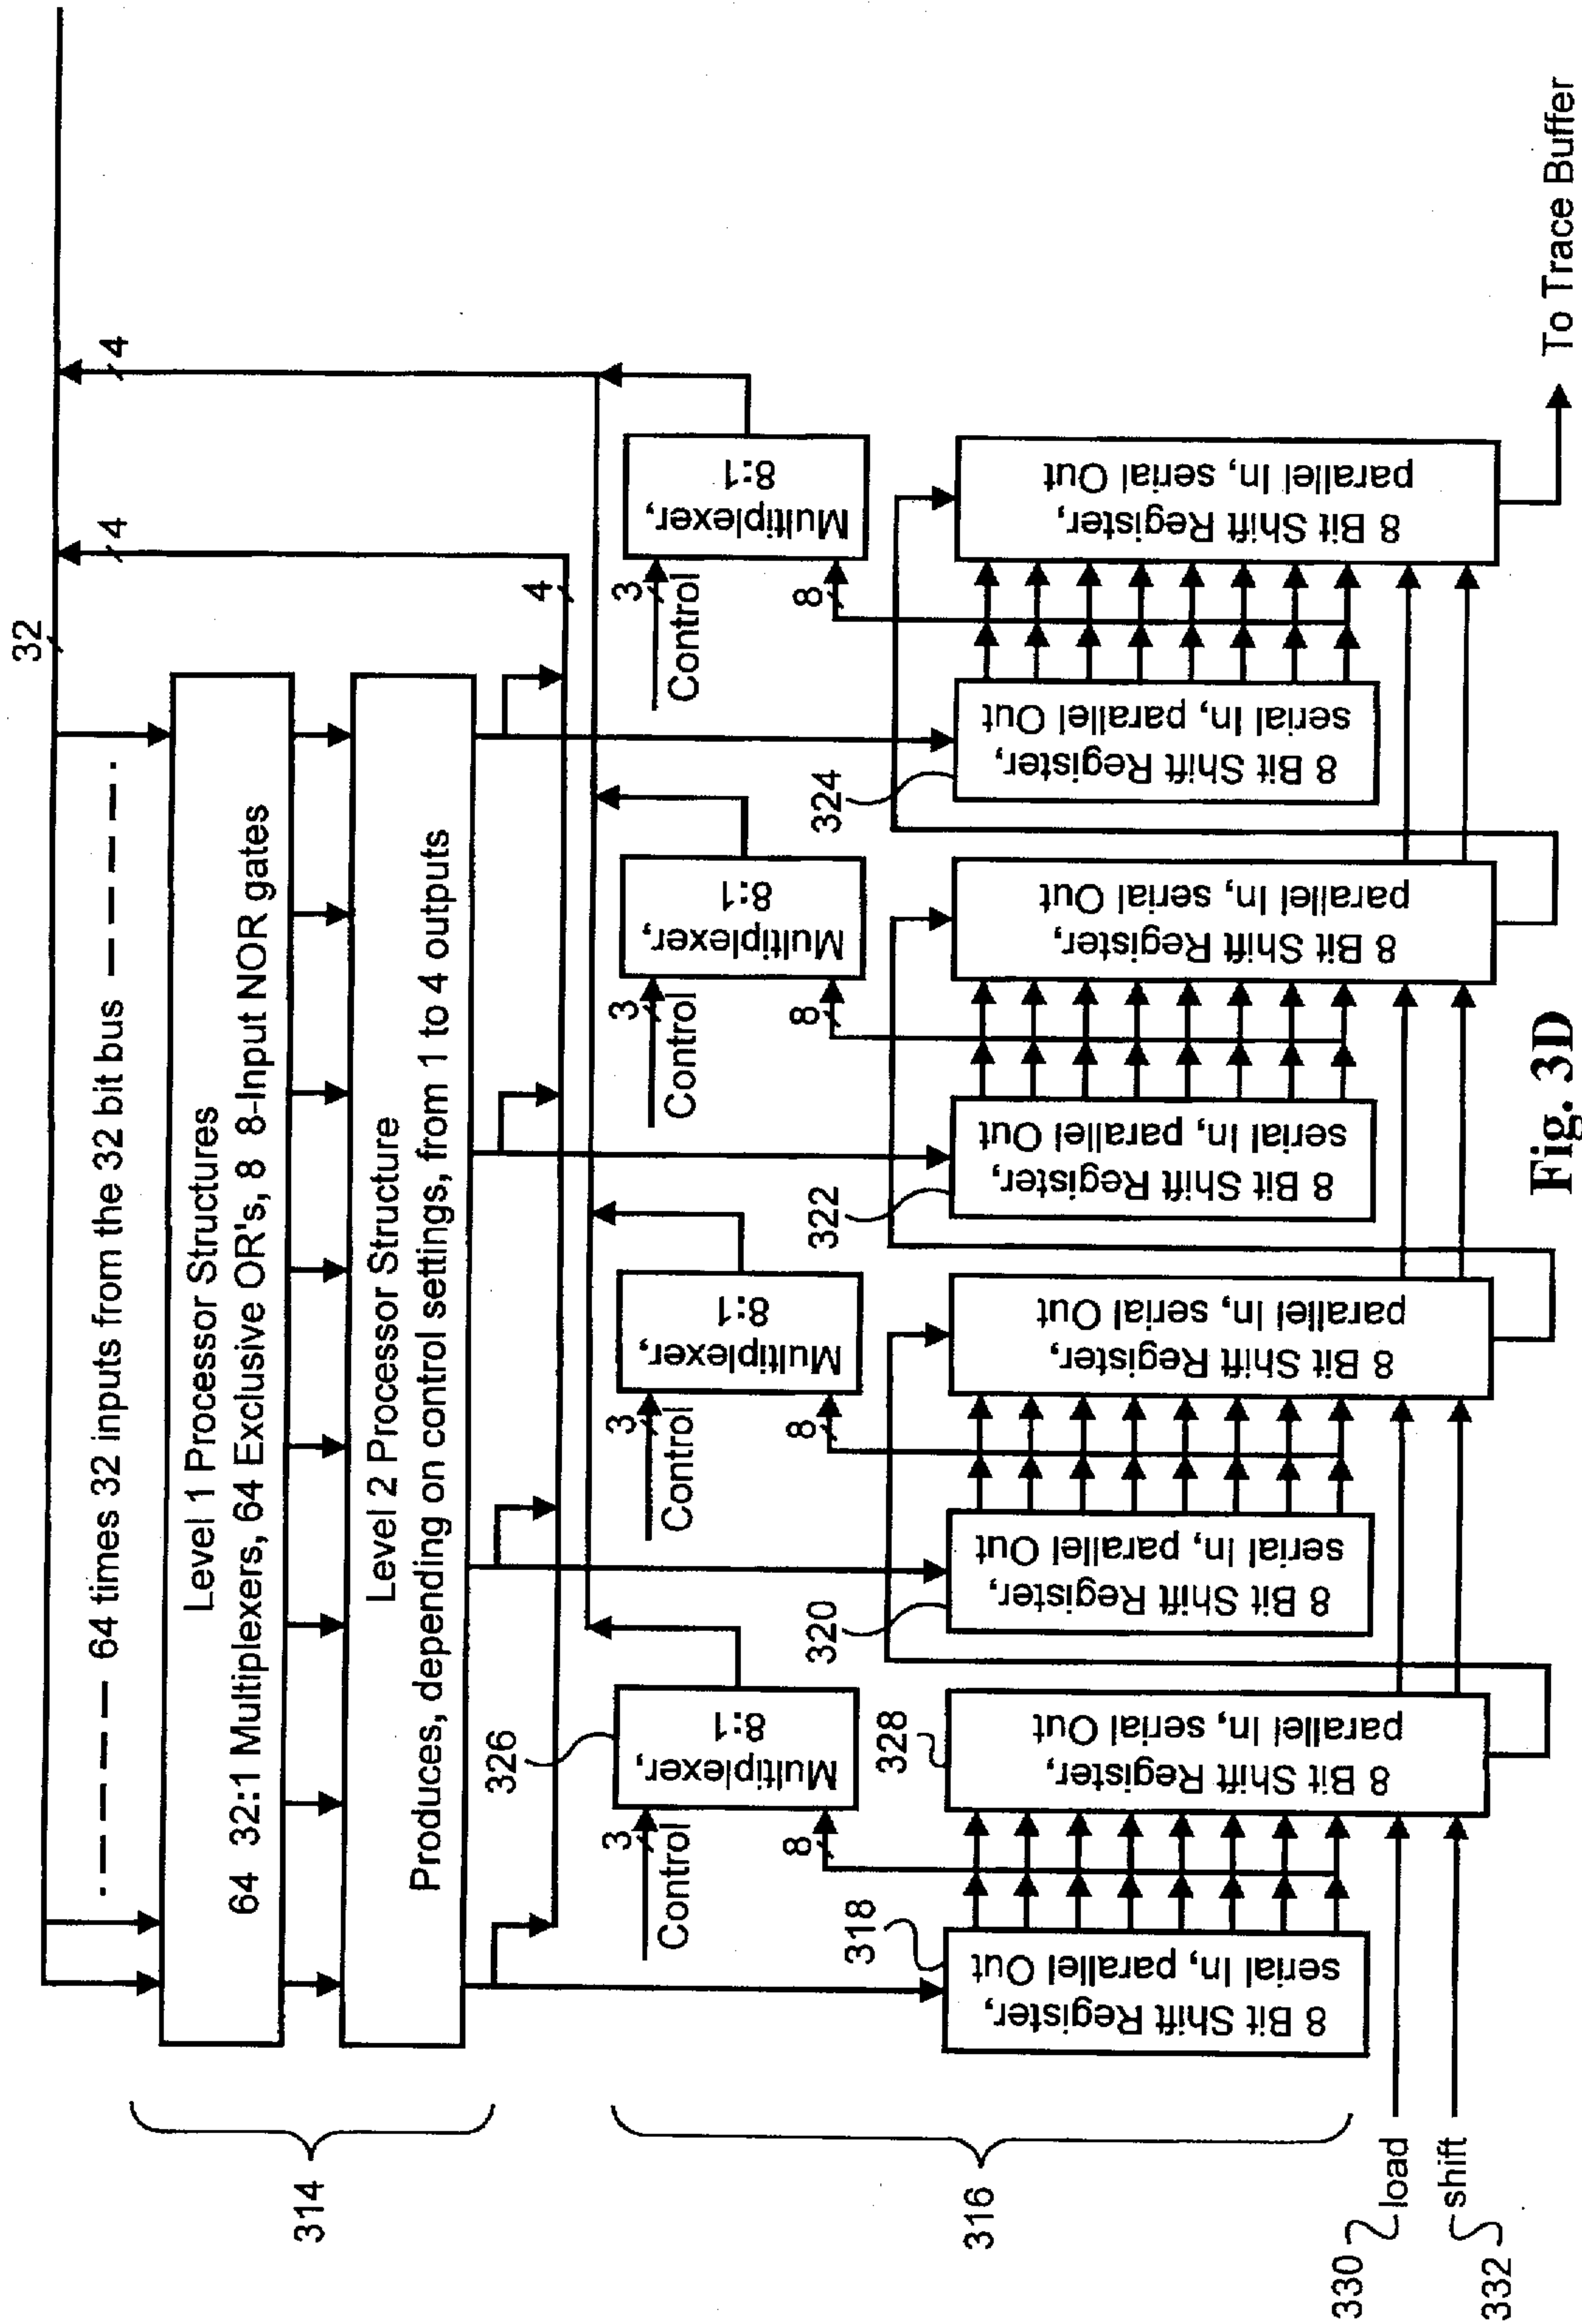 32
64 times 32 inputs from the 32 bit bus
Level 1 Processor Structures
64 32:1 Multiplexers, 64 Exclusive OR's, 8 8-Input NOR gates
Level 2 Processor Structure
Produces, depending on control settings, from 1 to 4 outputs
314
4
4
4
326
3
Control
Multiplexer,
8:1
8
3
Control
Multiplexer,
8:1
8
3
Control
Multiplexer,
8:1
8
3
Control
Multiplexer,
8:1
8
316
318
8 Bit Shift Register,
serial In, parallel Out
328
8 Bit Shift Register,
parallel In, serial Out
320
8 Bit Shift Register,
serial In, parallel Out
8 Bit Shift Register,
parallel In, serial Out
322
8 Bit Shift Register,
serial In, parallel Out
8 Bit Shift Register,
parallel In, serial Out
324
8 Bit Shift Register,
serial In, parallel Out
8 Bit Shift Register,
parallel In, serial Out
330
load
332
shift
To Trace Buffer
Fig. 3D